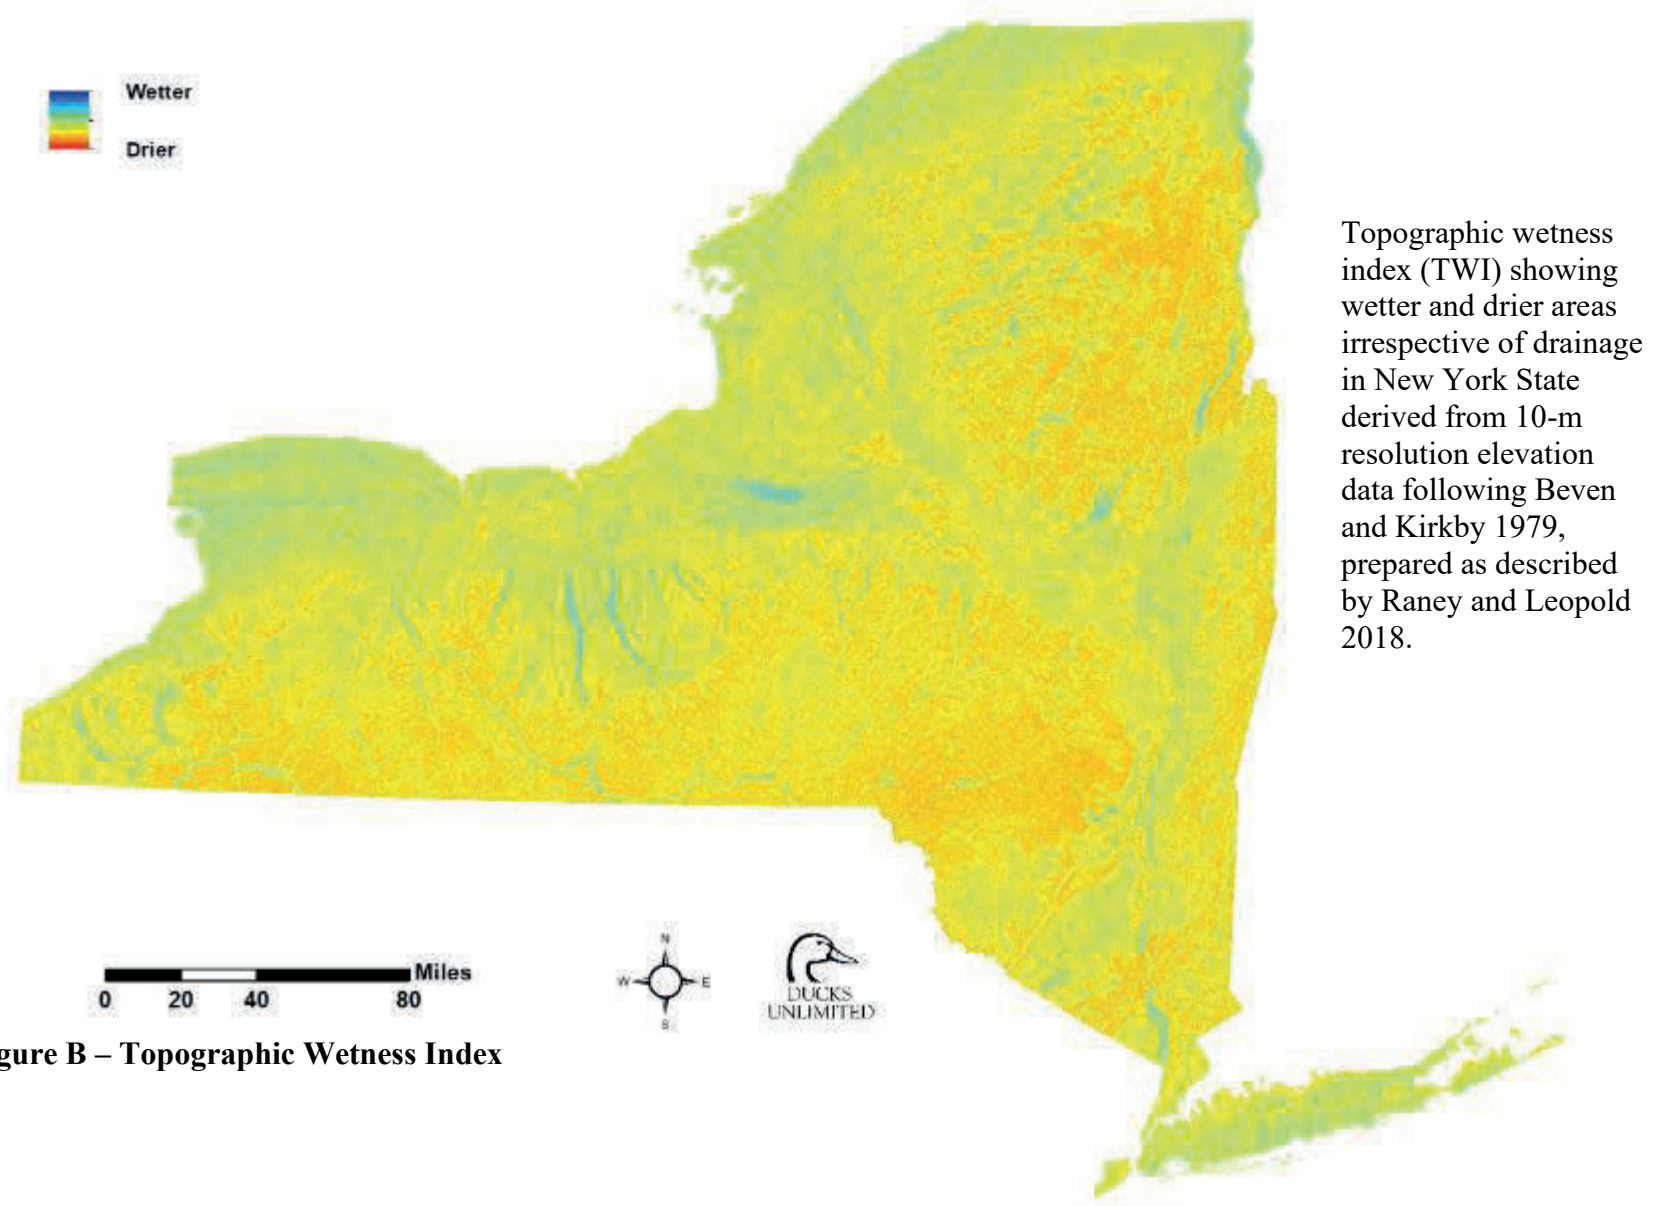 Wetter
Drier
Topographic wetness
index (TWI) showing
wetter and drier areas
irrespective of drainage
in New York State
derived from 10-m
resolution elevation
data following Beven
and Kirkby 1979,
prepared as described
by Raney and Leopold
2018.
N
W E
S
DUCKS
UNLIMITED
Miles
0 20 40 80
gure B – Topographic Wetness Index